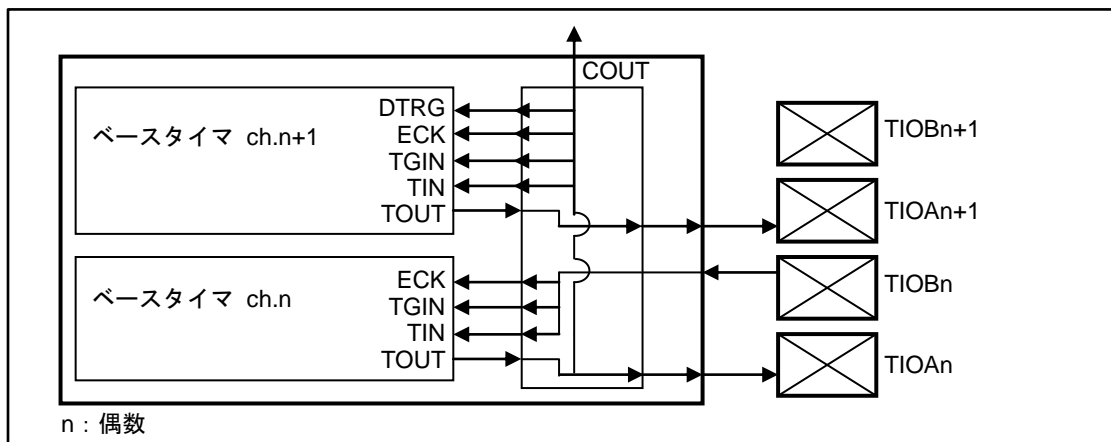 COUT
ベースタイマ ch.n+1
DTRG
ECK
TGIN
TIN
TOUT
ベースタイマ ch.n
ECK
TGIN
TIN
TOUT
TIOBn+1
TIOAn+1
TIOBn
TIOAn
n：偶数